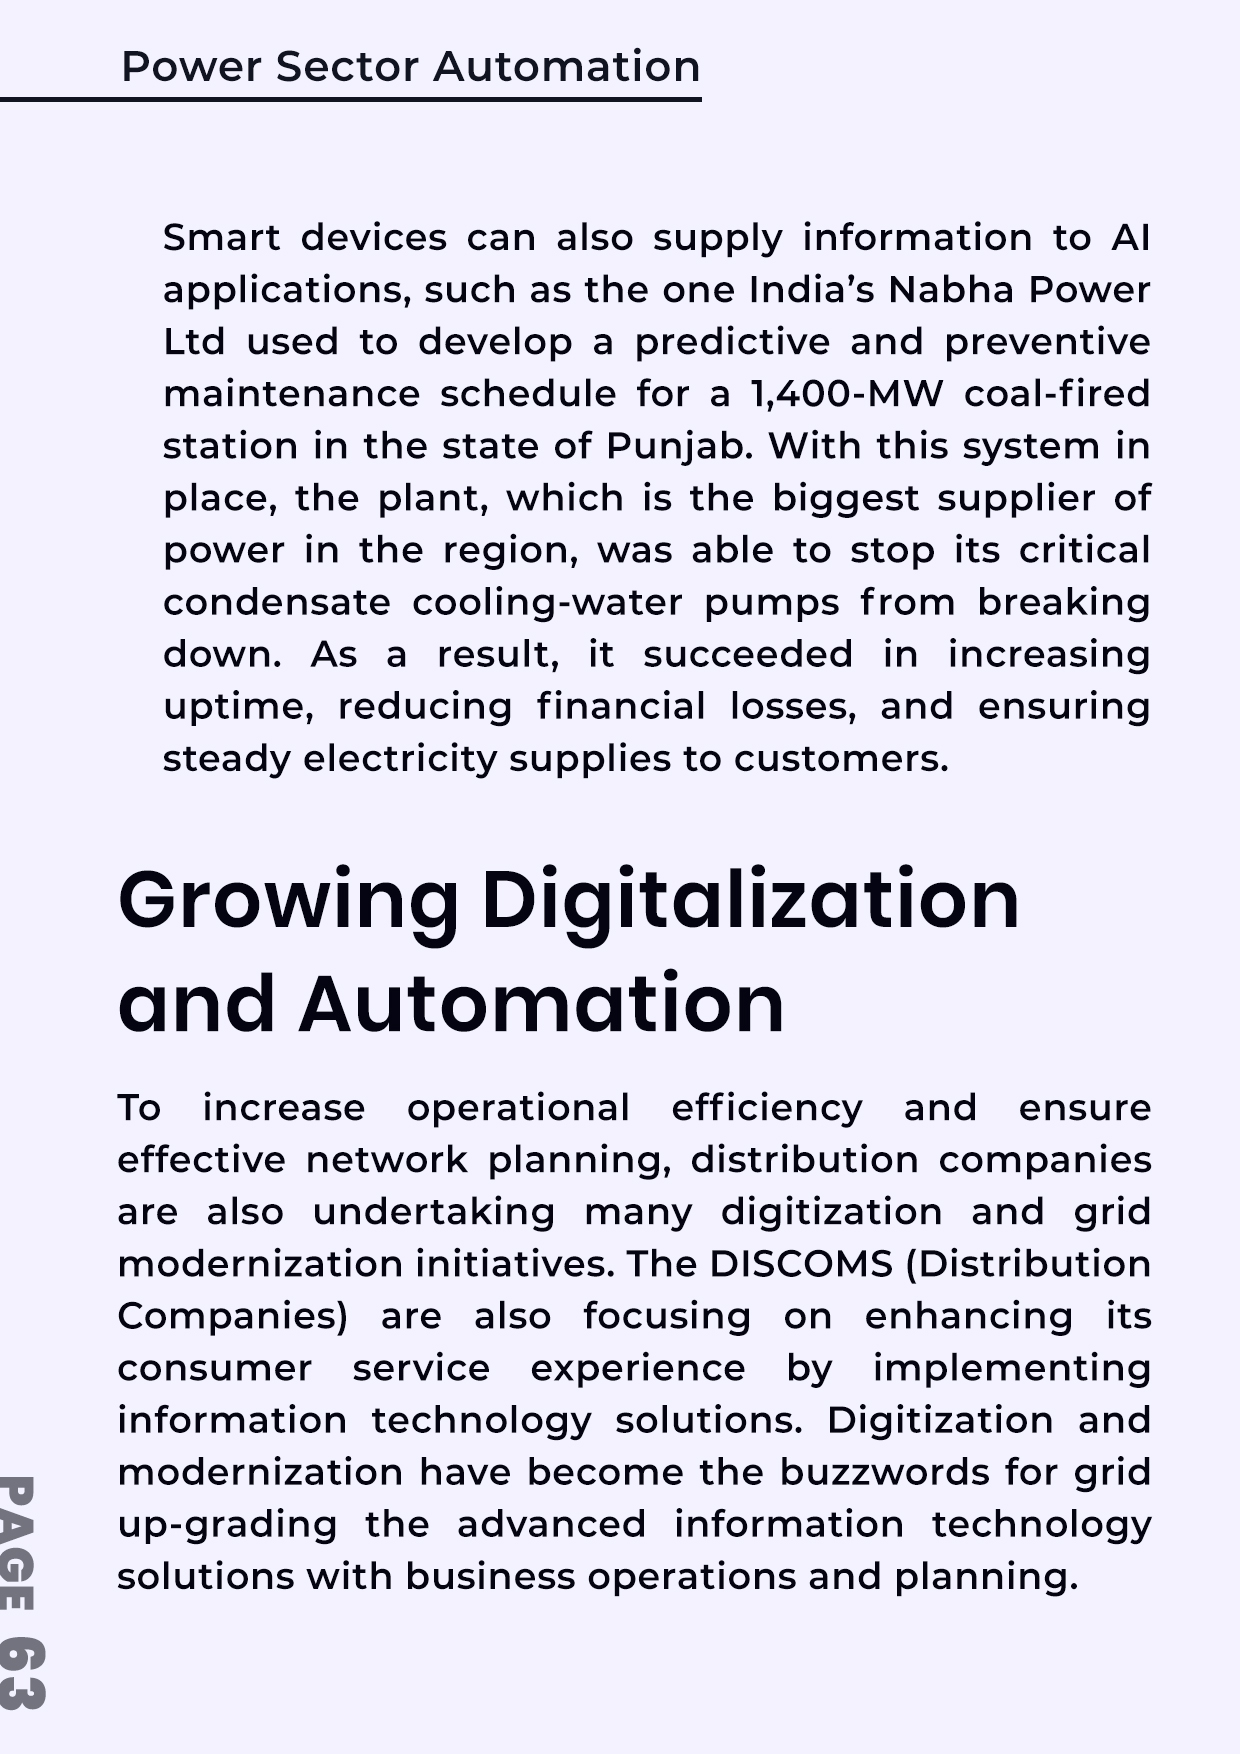 Power Sector Automation
Smart devices can also supply information to AI
applications, such as the one India’s Nabha Power
Ltd used to develop a predictive and preventive
maintenance schedule for a 1,400-MW coal-fired
station in the state of Punjab. With this system in
place, the plant, which is the biggest supplier of
power in the region, was able to stop its critical
condensate cooling-water pumps from breaking
down. As a result, it succeeded in increasing
uptime, reducing financial losses, and ensuring
steady electricity supplies to customers.
Growing Digitalization
and Automation
To increase operational efficiency and ensure
effective network planning, distribution companies
are also undertaking many digitization and grid
modernization initiatives. The DISCOMS (Distribution
Companies) are also focusing on enhancing its
consumer service experience by implementing
information technology solutions. Digitization and
modernization have become the buzzwords for grid
up-grading the advanced information technology
solutions with business operations and planning.
PAGE 63